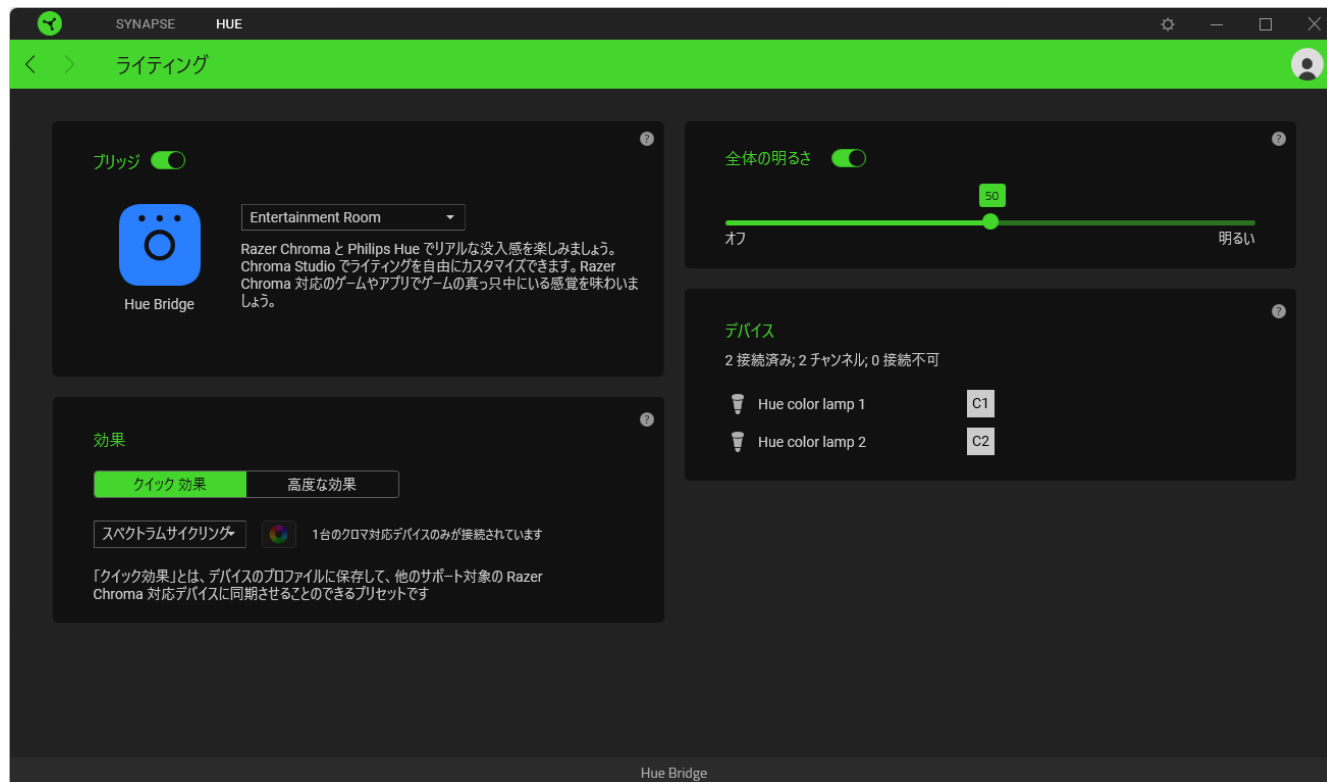 SYNAPSE HUE
ライティング
ブリッジ
Entertainment Room
Razer Chroma と Philips Hue でリアルな没入感を楽しみましょう。
Chroma Studio でライティングを自由にカスタマイズできます。Razer
Chroma 対応のゲームやアプリでゲームの真っ只中にいる感覚を味わいま
しょう。
Hue Bridge
効果
クイック 効果 高度な効果
スペクトラムサイクリング 1台のクロマ対応デバイスのみが接続されています
「クイック効果」とは、デバイスのプロファイルに保存して、他のサポート対象の Razer
Chroma 対応デバイスに同期させることのできるプリセットです
全体の明るさ
50
オフ 明るい
デバイス
2 接続済み; 2 チャンネル; 0 接続不可
Hue color lamp 1 C1
Hue color lamp 2 C2
Hue Bridge